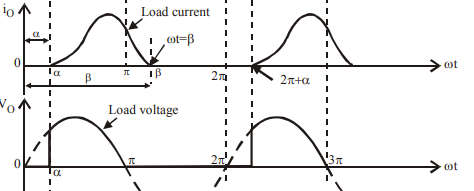 iO
Load current
α
ωt=β
0
α
π
β
2π
ωt
β
2π+α
VO
Load voltage
0
α
π
2π
3π
ωt